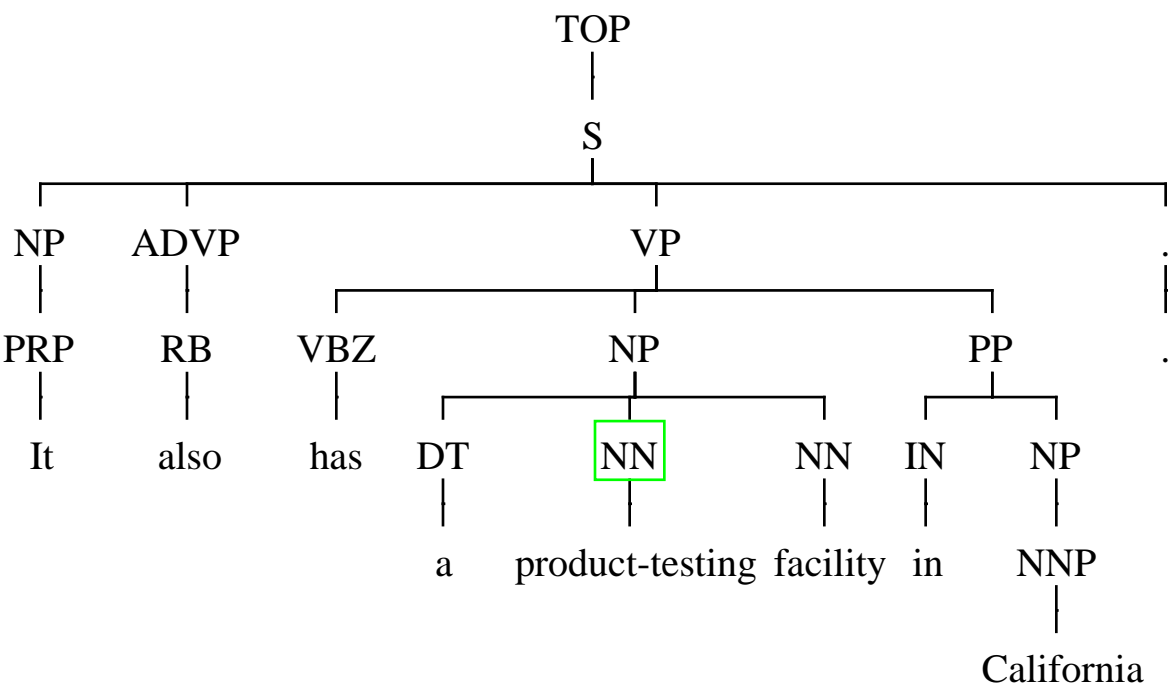 TOP
S
NP ADVP VP .
PRP RB VBZ NP PP .
It also has DT NN NN IN NP
a product-testing facility in NNP
California